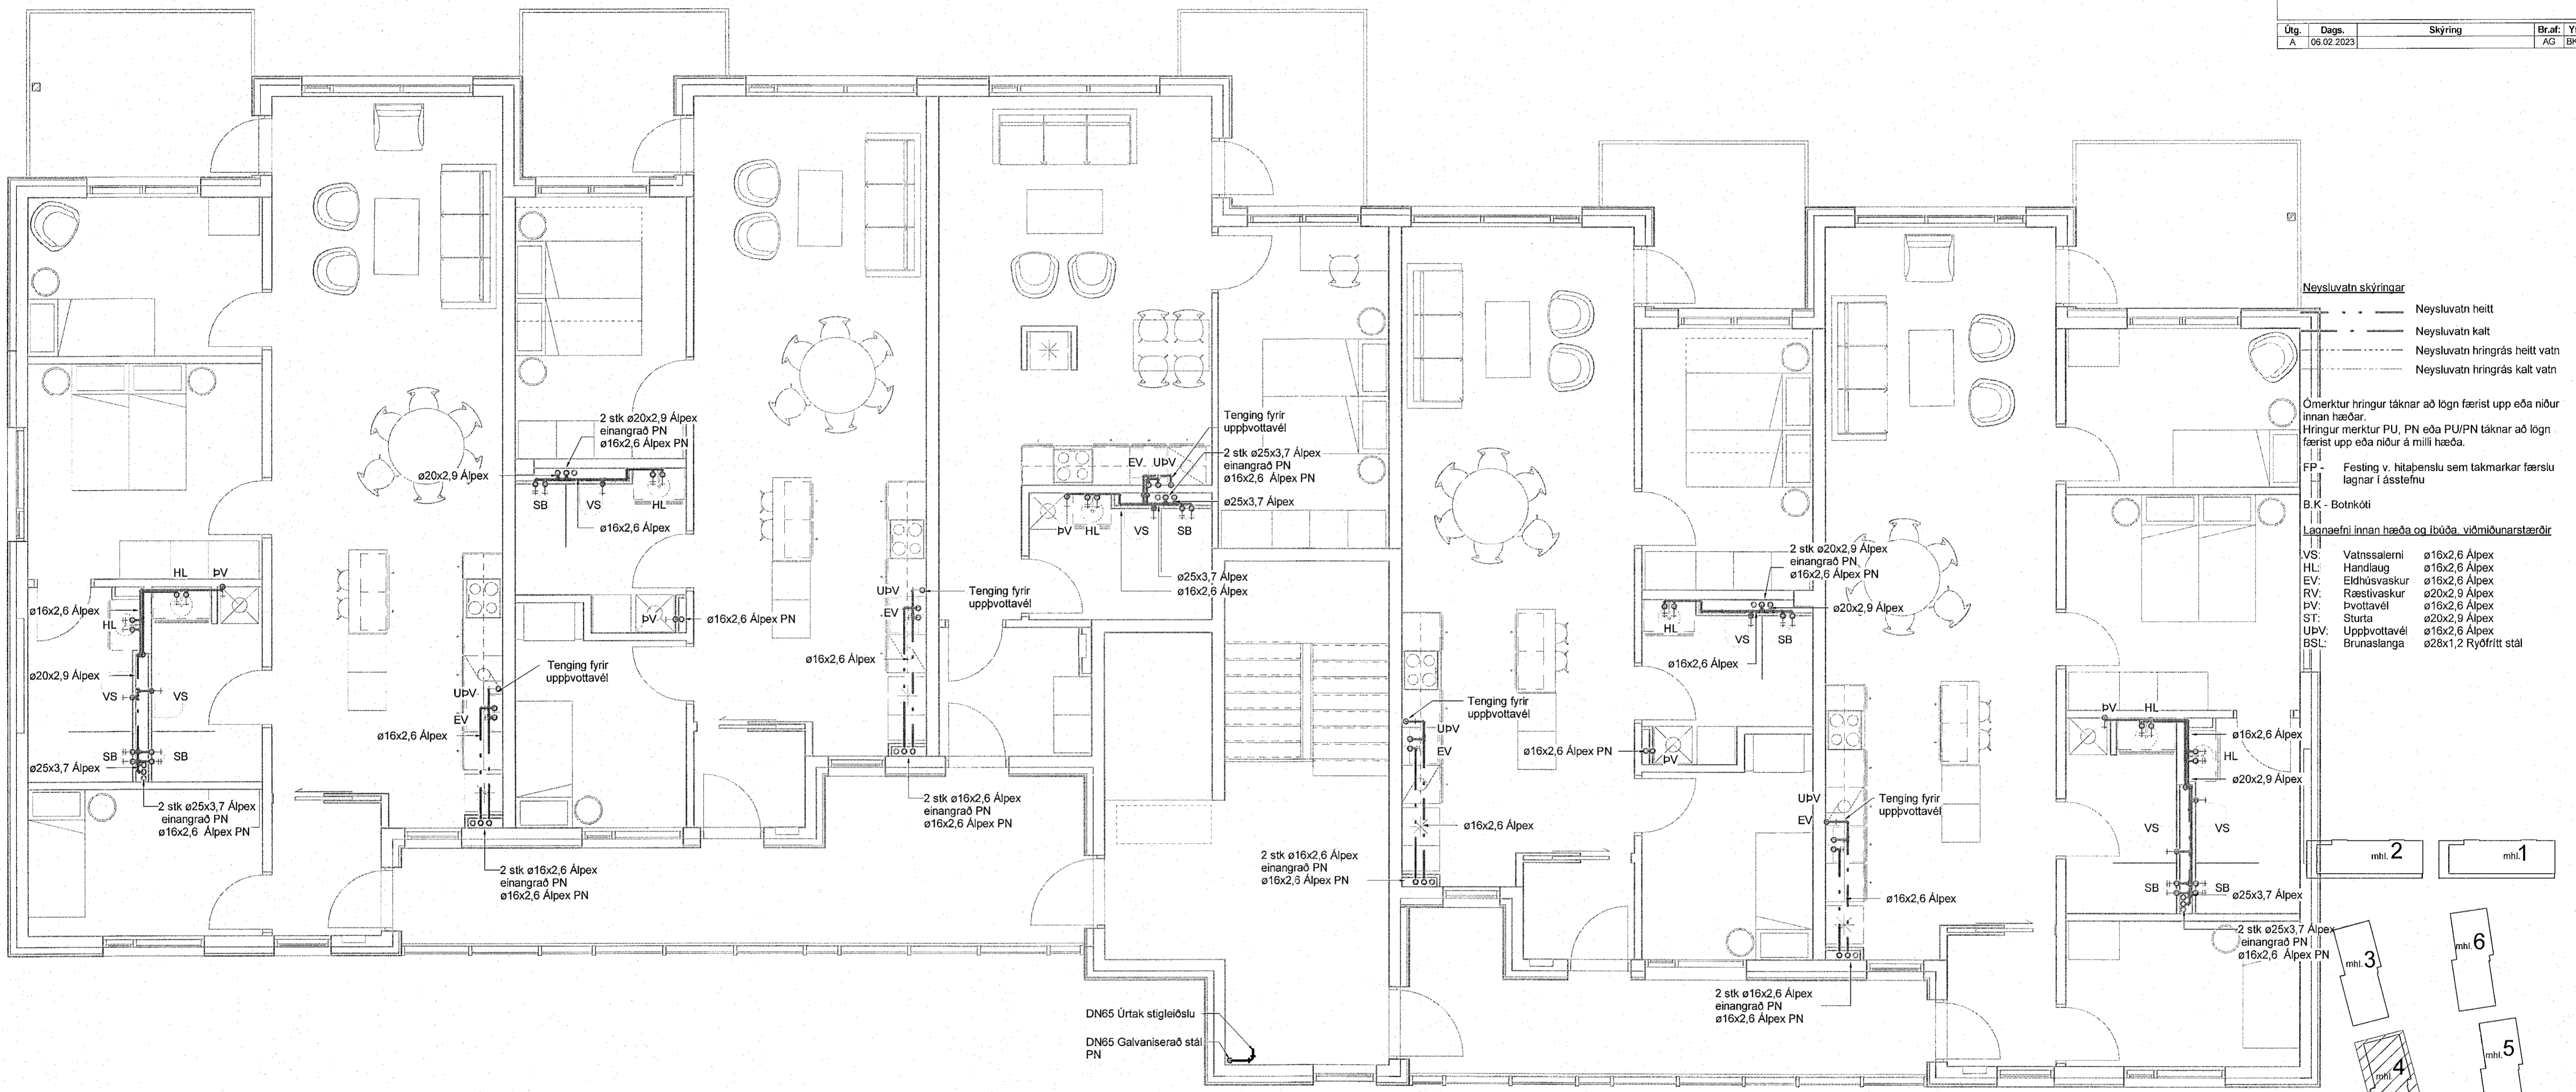 Útg. Dags. Skýring Br.af:
A 06.02.2023 AG
Neysluvatn skýringar
Neysluvatn heitt
Neysluvatn kalt
Neysluvatn hringrás heitt vatn
Neysluvatn hringrás kalt vatn
Ómerktur hringur táknar að lögn færist upp eða niður
innan hæðar.
Hringur merktur PU, PN eða PU/PN táknar að lögn
færist upp eða niður á milli hæða.
FP - Festing v. hitaþenslu sem takmarkar færslu
lagnar í ásstefnu
B.K - Botnkóti
Lagnaefni innan hæða og íbúða, viðmiðunarstærðir
VS: Vatnssalerni ø16x2,6 Álpex
HL: Handlaug ø16x2,6 Álpex
EV: Eldhúsvaskur ø16x2,6 Álpex
RV: Ræstivaskur ø20x2,9 Álpex
ÞV: Þvottavél ø16x2,6 Álpex
ST: Sturta ø20x2,9 Álpex
UÞV: Uppþvottavél ø16x2,6 Álpex
BSL: Brunaslanga ø28x1,2 Ryðfrítt stál
HL ÞV
ø16x2,6 Álpex
HL
ø20x2,9 Álpex
VS VS
SB SB
ø25x3,7 Álpex
2 stk ø25x3,7 Álpex
einangrað PN
ø16x2,6 Álpex PN
Tenging fyrir
uppþvottavél
UÞV
EV
ø16x2,6 Álpex
2 stk ø16x2,6 Álpex
einangrað PN
ø16x2,6 Álpex PN
2 stk ø20x2,9 Álpex
einangrað PN
ø16x2,6 Álpex PN
ø20x2,9 Álpex
SB VS HL
ø16x2,6 Álpex
ÞV ø16x2,6 Álpex PN
UÞV
EV
Tenging fyrir
uppþvottavél
ø16x2,6 Álpex
2 stk ø16x2,6 Álpex
einangrað PN
ø16x2,6 Álpex PN
Tenging fyrir
uppþvottavél
EV UÞV
2 stk ø25x3,7 Álpex
einangrað PN
ø16x2,6 Álpex PN
ø25x3,7 Álpex
ÞV HL VS SB
ø25x3,7 Álpex
ø16x2,6 Álpex
Tenging fyrir
uppþvottavél
UÞV
EV
ø16x2,6 Álpex
2 stk ø16x2,6 Álpex
einangrað PN
ø16x2,6 Álpex PN
2 stk ø20x2,9 Álpex
einangrað PN
ø16x2,6 Álpex PN
ø20x2,9 Álpex
HL VS SB
ø16x2,6 Álpex
ø16x2,6 Álpex PN
ÞV
UÞV
EV
Tenging fyrir
uppþvottavél
ø16x2,6 Álpex
2 stk ø16x2,6 Álpex
einangrað PN
ø16x2,6 Álpex PN
ÞV HL
ø16x2,6 Álpex
HL
ø20x2,9 Álpex
VS VS
SB SB
ø25x3,7 Álpex
2 stk ø25x3,7 Álpex
einangrað PN
ø16x2,6 Álpex PN
DN65 Úrtak stigleiðslu
DN65 Galvaniserað stál
PN
mhl. 2
mhl. 1
mhl. 3
mhl. 6
mhl. 4
mhl. 5